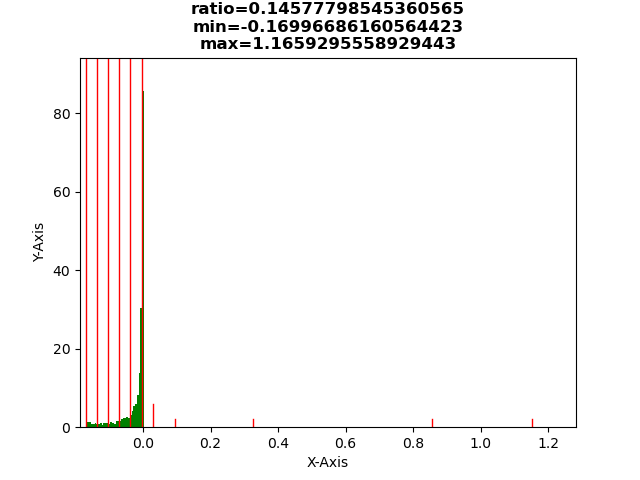 ratio=0.14577798545360565
min=-0.16996686160564423
max=1.1659295558929443
80
60
40
20
0
Y-Axis
0.0 0.2 0.4 0.6 0.8 1.0 1.2
X-Axis